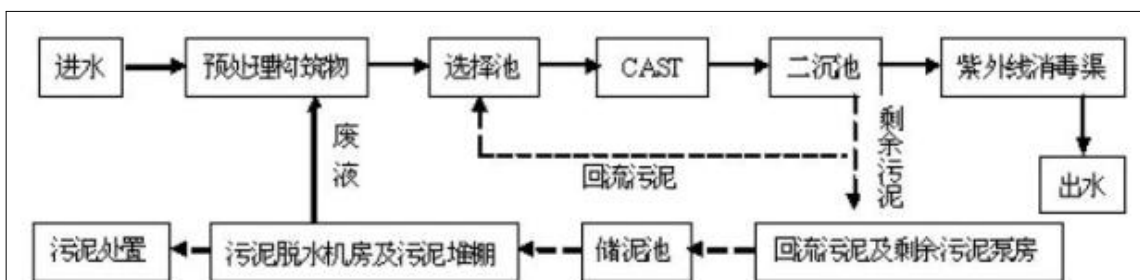 进水
预处理构筑物
选择池
CAST
二沉池
紫外线消毒渠
废液
回流污泥
剩余污泥
出水
污泥处置
污泥脱水机房及污泥堆棚
储泥池
回流污泥及剩余污泥泵房